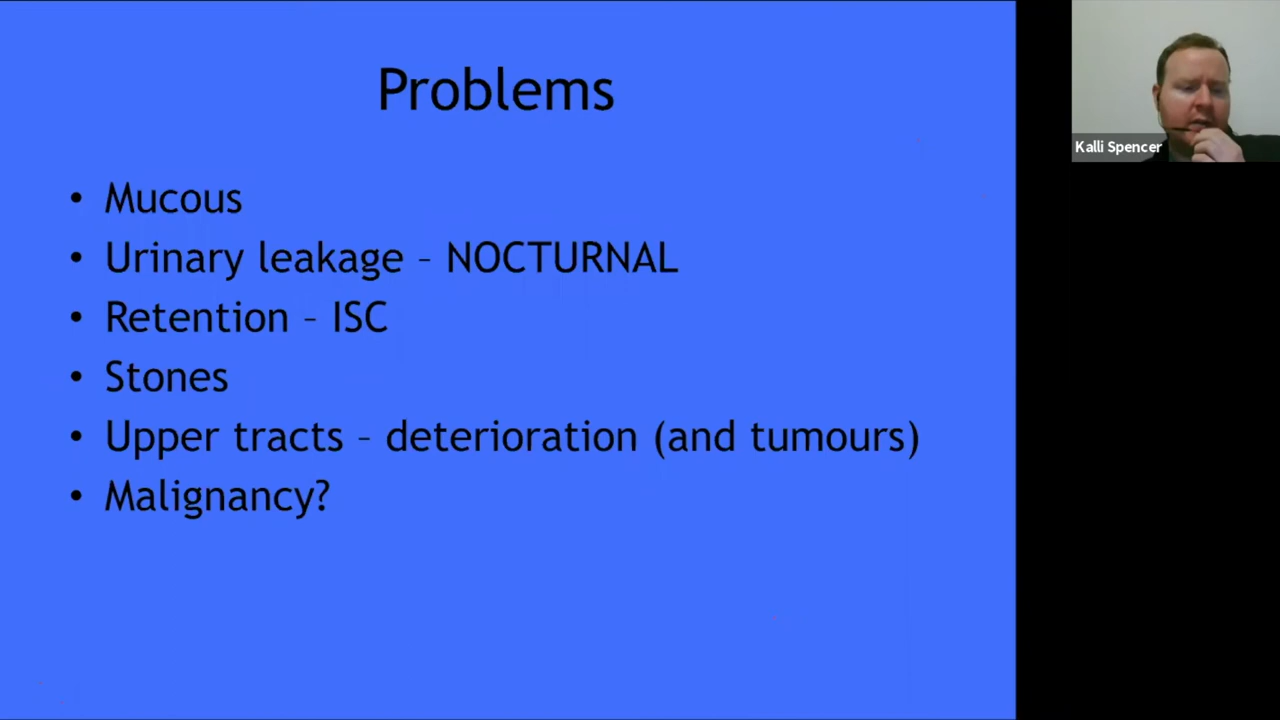 Problems
• Mucous
• Urinary leakage – NOCTURNAL
• Retention – ISC
• Stones
• Upper tracts – deterioration (and tumours)
• Malignancy?
Kalli Spencer